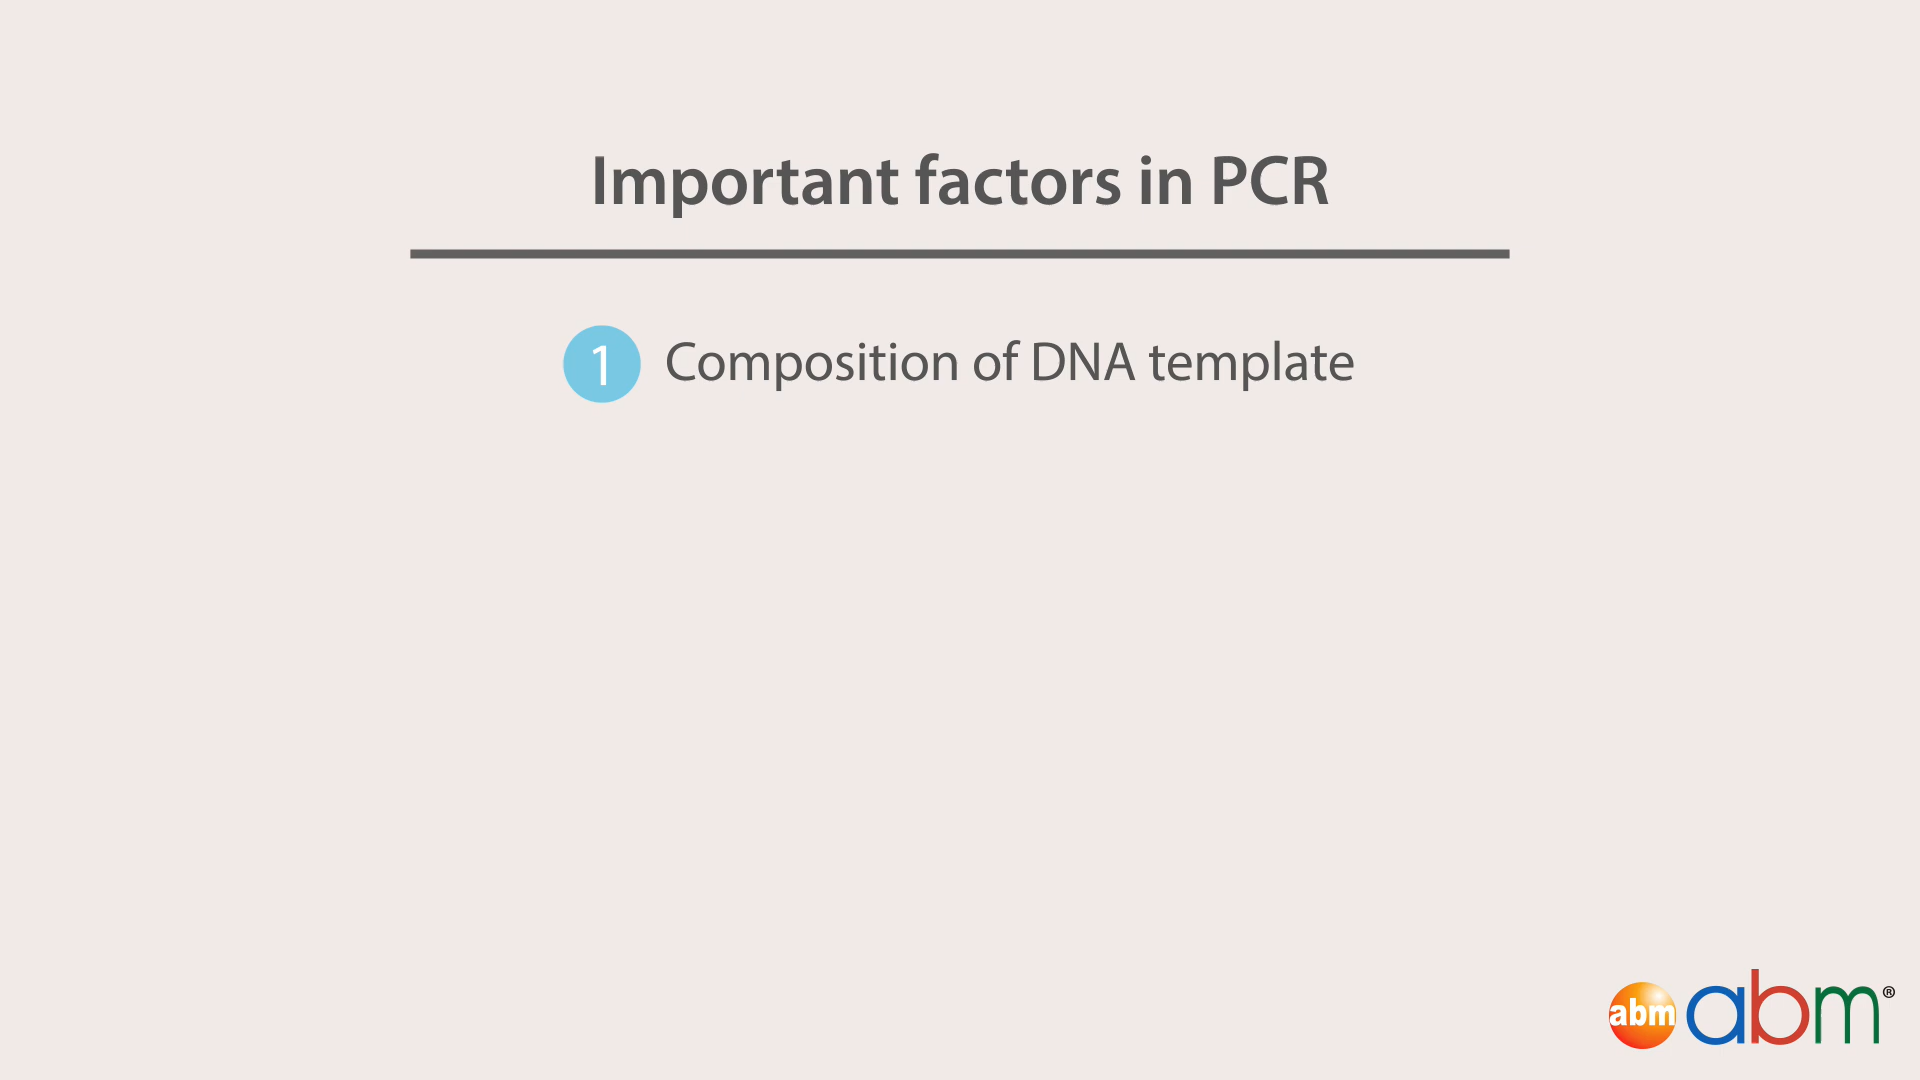 Important factors in PCR
1 Composition of DNA template
abm abm®